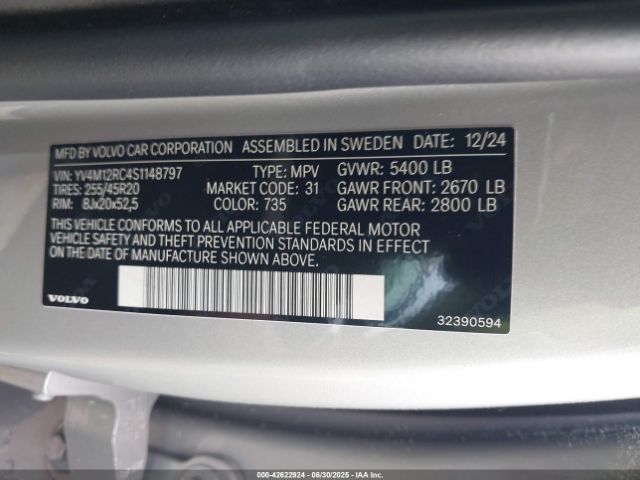 MFD BY VOLVO CAR CORPORATION ASSEMBLED IN SWEDEN DATE: 12/24
VIN: YV4M12RC4S1148797 TYPE: MPV GVWR: 5400 LB
TIRES: 255/45R20 MARKET CODE: 31 GAWR FRONT: 2670 LB
RIM: 8Jx20x52,5 COLOR: 735 GAWR REAR: 2800 LB
THIS VEHICLE CONFORMS TO ALL APPLICABLE FEDERAL MOTOR
VEHICLE SAFETY AND THEFT PREVENTION STANDARDS IN EFFECT
ON THE DATE OF MANUFACTURE SHOWN ABOVE.
VOLVO
32390594
000-42622924 - 06/30/2025 - IAA Inc.